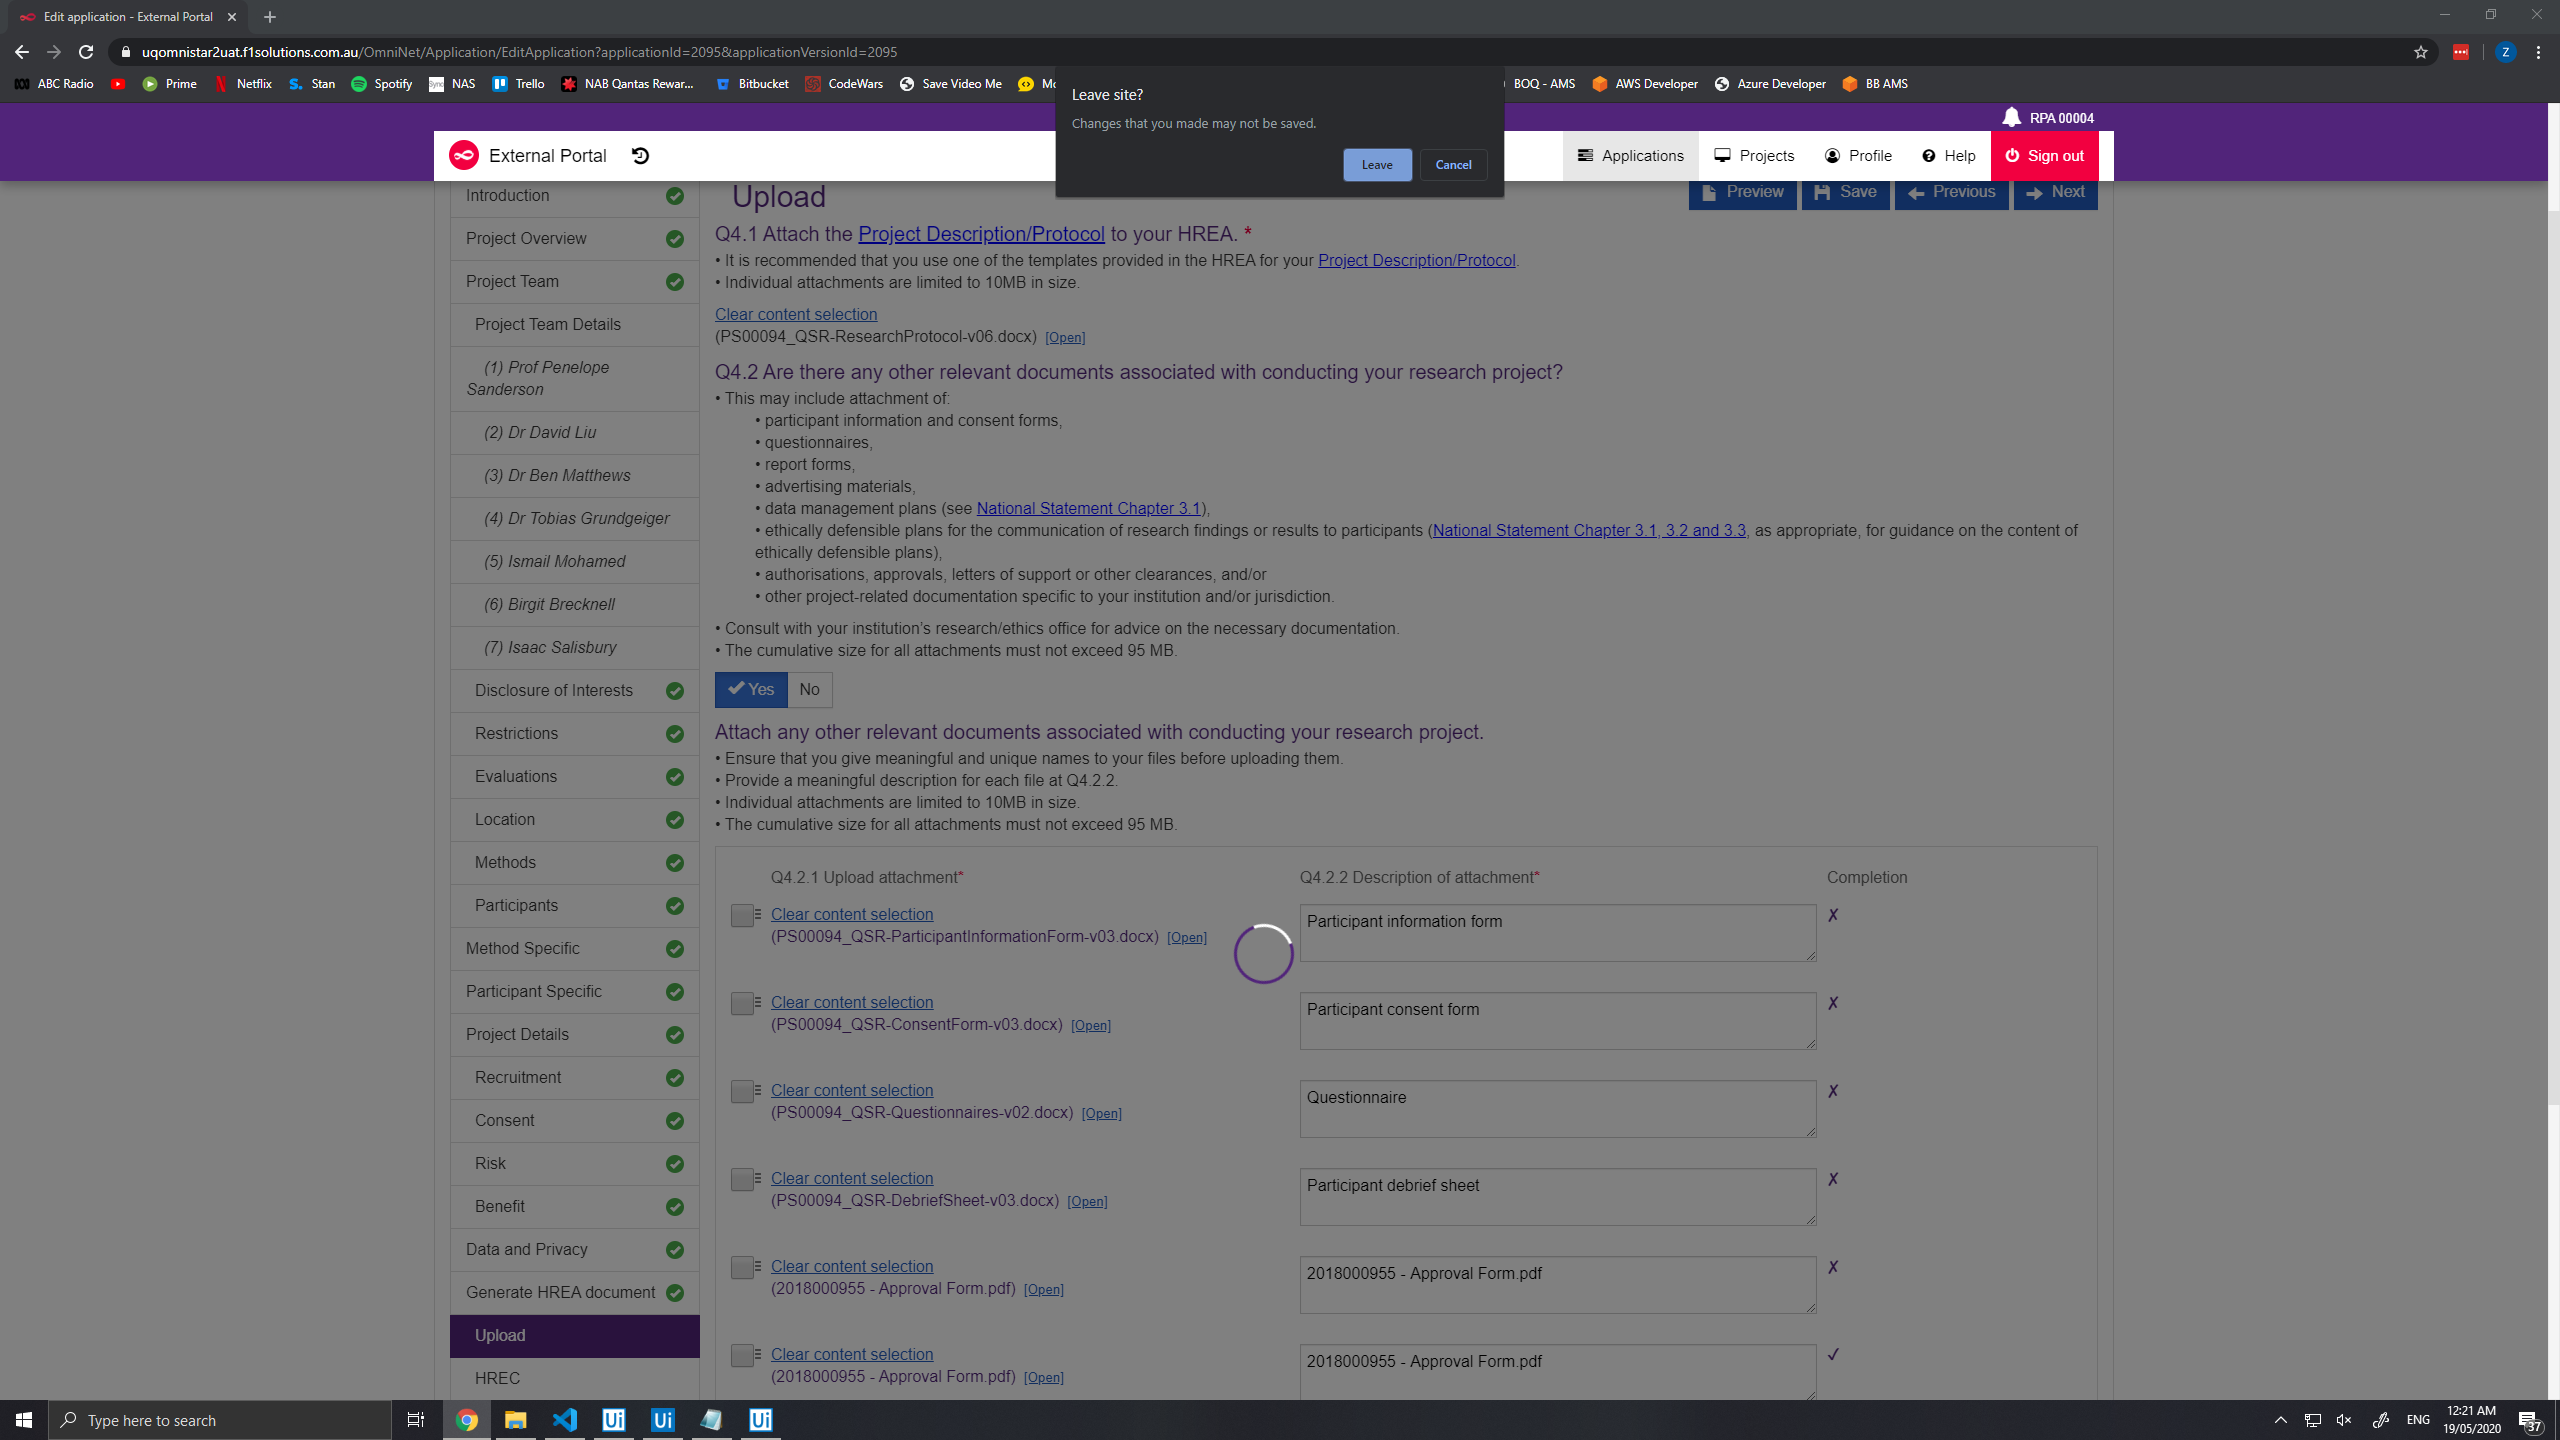 Edit application - External Portal
uqomnistar2uat.f1solutions.com.au/OmniNet/Application/EditApplication?applicationId=2095&applicationVersionId=2095
Z
ABC Radio
Prime
Netflix
Stan
Spotify
NAS
Trello
NAB Qantas Rewar...
Bitbucket
CodeWars
Save Video Me
BOQ - AMS
AWS Developer
Azure Developer
BB AMS
Leave site?
Changes that you made may not be saved.
Leave
Cancel
RPA 00004
External Portal
Applications
Projects
Profile
Help
Sign out
Introduction
Project Overview
Project Team
Project Team Details
(1) Prof Penelope
Sanderson
(2) Dr David Liu
(3) Dr Ben Matthews
(4) Dr Tobias Grundgeiger
(5) Ismail Mohamed
(6) Birgit Brecknell
(7) Isaac Salisbury
Disclosure of Interests
Restrictions
Evaluations
Location
Methods
Participants
Method Specific
Participant Specific
Project Details
Recruitment
Consent
Risk
Benefit
Data and Privacy
Generate HREA document
Upload
HREC
Upload
Preview
Save
Previous
Next
Q4.1 Attach the Project Description/Protocol to your HREA. *
• It is recommended that you use one of the templates provided in the HREA for your Project Description/Protocol.
• Individual attachments are limited to 10MB in size.
Clear content selection
(PS00094_QSR-ResearchProtocol-v06.docx) [Open]
Q4.2 Are there any other relevant documents associated with conducting your research project?
• This may include attachment of:
• participant information and consent forms,
• questionnaires,
• report forms,
• advertising materials,
• data management plans (see National Statement Chapter 3.1),
• ethically defensible plans for the communication of research findings or results to participants (National Statement Chapter 3.1, 3.2 and 3.3, as appropriate, for guidance on the content of
ethically defensible plans),
• authorisations, approvals, letters of support or other clearances, and/or
• other project-related documentation specific to your institution and/or jurisdiction.
• Consult with your institution's research/ethics office for advice on the necessary documentation.
• The cumulative size for all attachments must not exceed 95 MB.
Yes
No
Attach any other relevant documents associated with conducting your research project.
• Ensure that you give meaningful and unique names to your files before uploading them.
• Provide a meaningful description for each file at Q4.2.2.
• Individual attachments are limited to 10MB in size.
• The cumulative size for all attachments must not exceed 95 MB.
Q4.2.1 Upload attachment*
Q4.2.2 Description of attachment*
Completion
Clear content selection
(PS00094_QSR-ParticipantInformationForm-v03.docx) [Open]
Participant information form
✗
Clear content selection
(PS00094_QSR-ConsentForm-v03.docx) [Open]
Participant consent form
✗
Clear content selection
(PS00094_QSR-Questionnaires-v02.docx) [Open]
Questionnaire
✗
Clear content selection
(PS00094_QSR-DebriefSheet-v03.docx) [Open]
Participant debrief sheet
✗
Clear content selection
(2018000955 - Approval Form.pdf) [Open]
2018000955 - Approval Form.pdf
✗
Clear content selection
(2018000955 - Approval Form.pdf) [Open]
2018000955 - Approval Form.pdf
✓
Type here to search
Ui
Ui
Ui
ENG
12:21 AM
19/05/2020
37